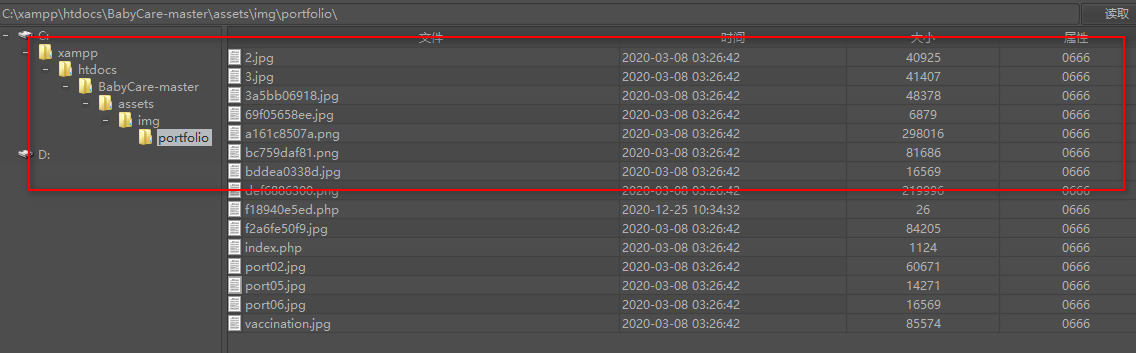 C:\xampp\htdocs\BabyCare-master\assets\img\portfolio\ 读取
C:
xampp
htdocs
BabyCare-master
assets
img
portfolio
D:
文件 时间 大小 属性
2.jpg 2020-03-08 03:26:42 40925 0666
3.jpg 2020-03-08 03:26:42 41407 0666
3a5bb06918.jpg 2020-03-08 03:26:42 48378 0666
69f05658ee.jpg 2020-03-08 03:26:42 6879 0666
a161c8507a.png 2020-03-08 03:26:42 298016 0666
bc759daf81.png 2020-03-08 03:26:42 81686 0666
bddea0338d.jpg 2020-03-08 03:26:42 16569 0666
def6886300.png 2020-03-08 03:26:42 219996 0666
f18940e5ed.php 2020-12-25 10:34:32 26 0666
f2a6fe50f9.jpg 2020-03-08 03:26:42 84205 0666
index.php 2020-03-08 03:26:42 1124 0666
port02.jpg 2020-03-08 03:26:42 60671 0666
port05.jpg 2020-03-08 03:26:42 14271 0666
port06.jpg 2020-03-08 03:26:42 16569 0666
vaccination.jpg 2020-03-08 03:26:42 85574 0666